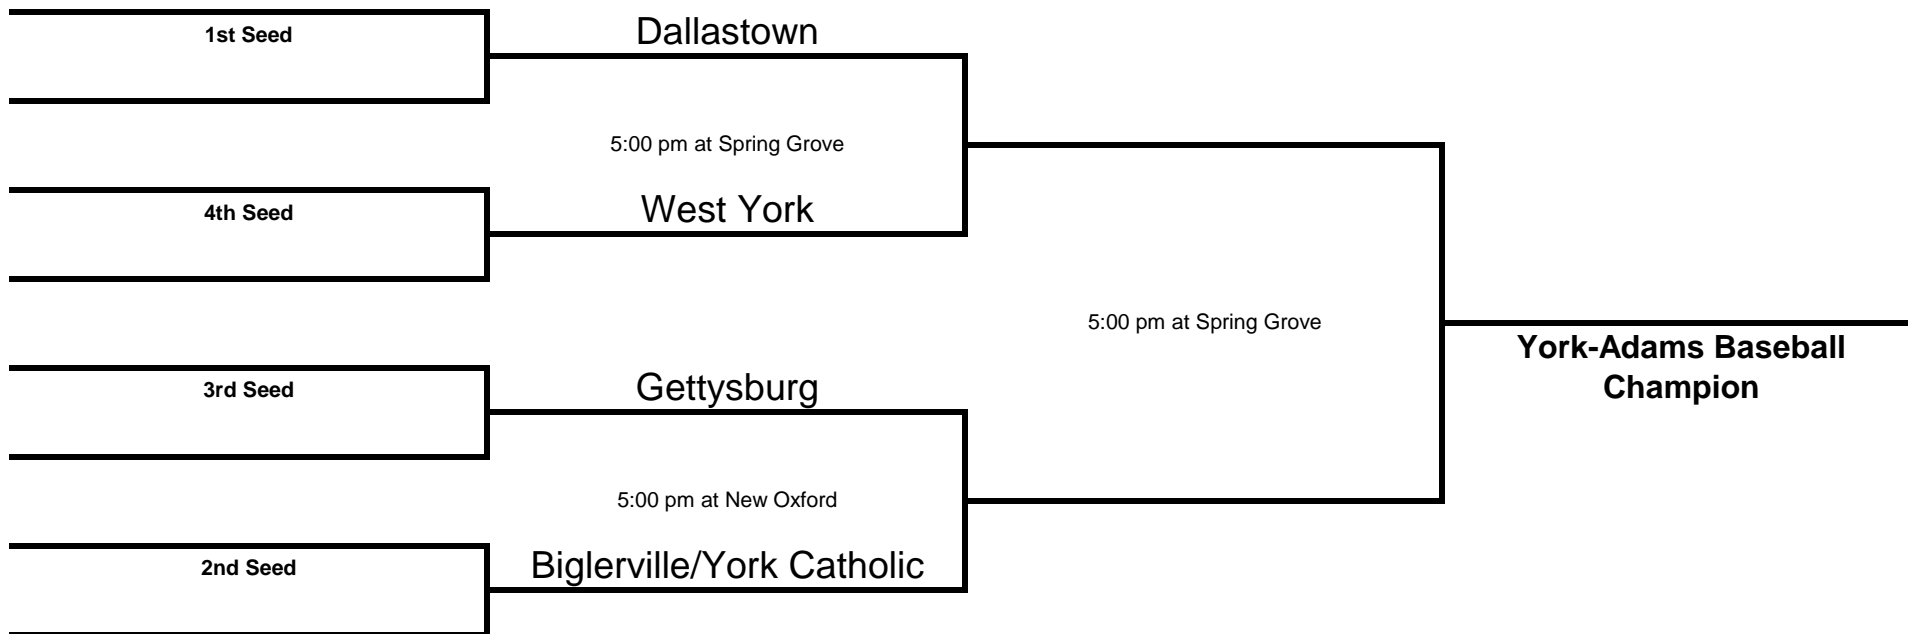 1st Seed
Dallastown
5:00 pm at Spring Grove
4th Seed
West York
5:00 pm at Spring Grove
York-Adams Baseball
Champion
3rd Seed
Gettysburg
5:00 pm at New Oxford
2nd Seed
Biglerville/York Catholic